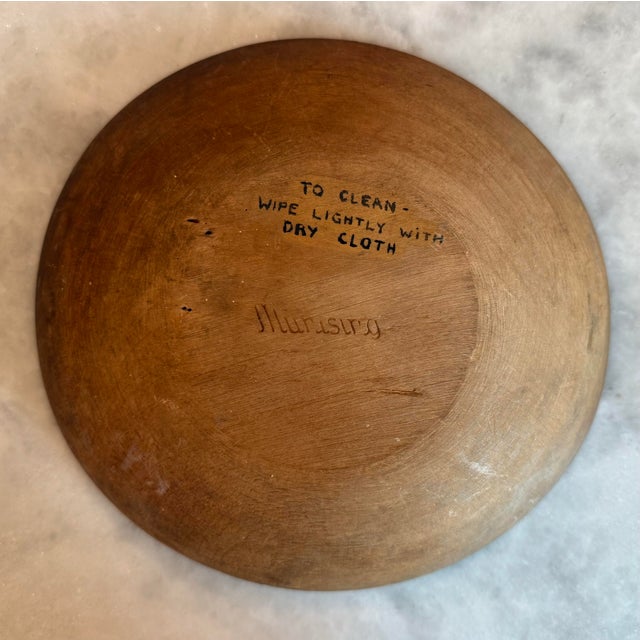 TO CLEAN -
WIPE LIGHTLY WITH
DRY CLOTH
Munising